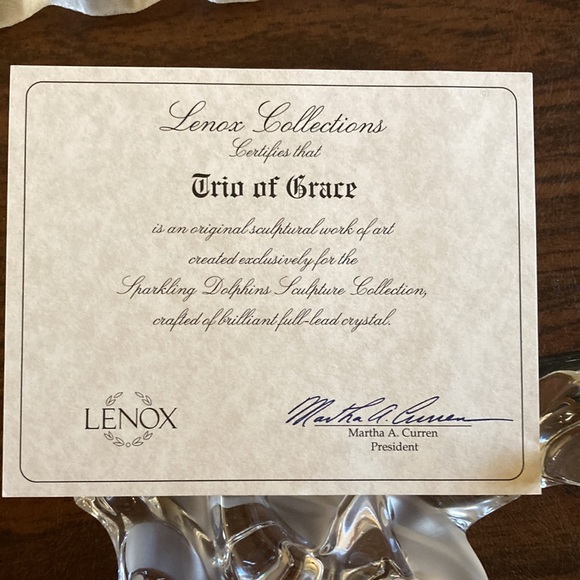 Lenox Collections
Certifies that
Trio of Grace
is an original sculptural work of art
created exclusively for the
Sparkling Dolphins Sculpture Collection,
crafted of brilliant full-lead crystal.
LENOX
Martha A. Curren
Martha A. Curren
President